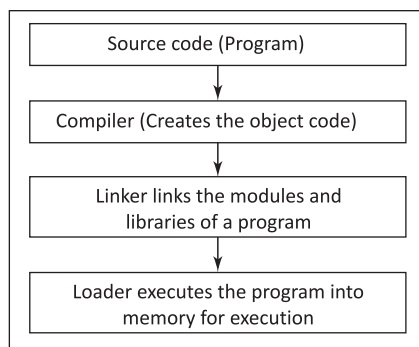 Source code (Program)
Compiler (Creates the object code)
Linker links the modules and
libraries of a program
Loader executes the program into
memory for execution